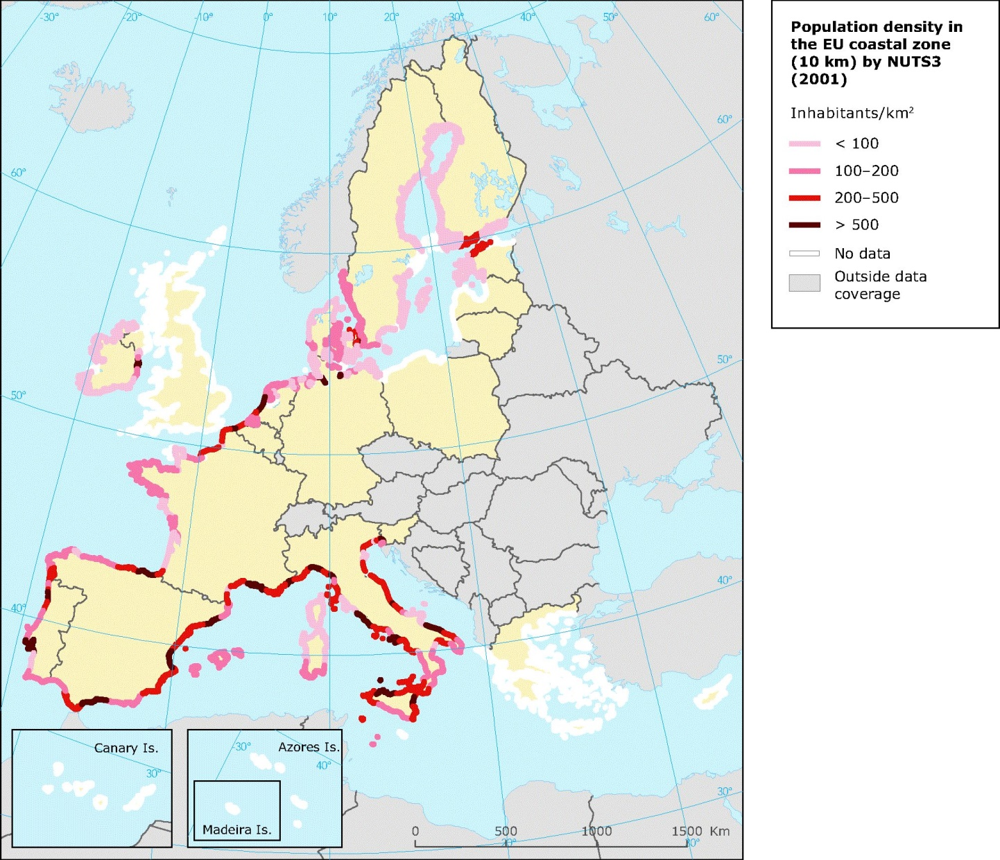 -30°
-20°
-10°
0°
10°
20°
30°
40°
50°
60°
60°
60°
50°
50°
40°
40°
30°
Canary Is.
30°
-30°
Azores Is.
40°
Madeira Is.
0 500 1000 1500 Km
20°
30°
Population density in
the EU coastal zone
(10 km) by NUTS3
(2001)
Inhabitants/km²
< 100
100–200
200–500
> 500
No data
Outside data
coverage